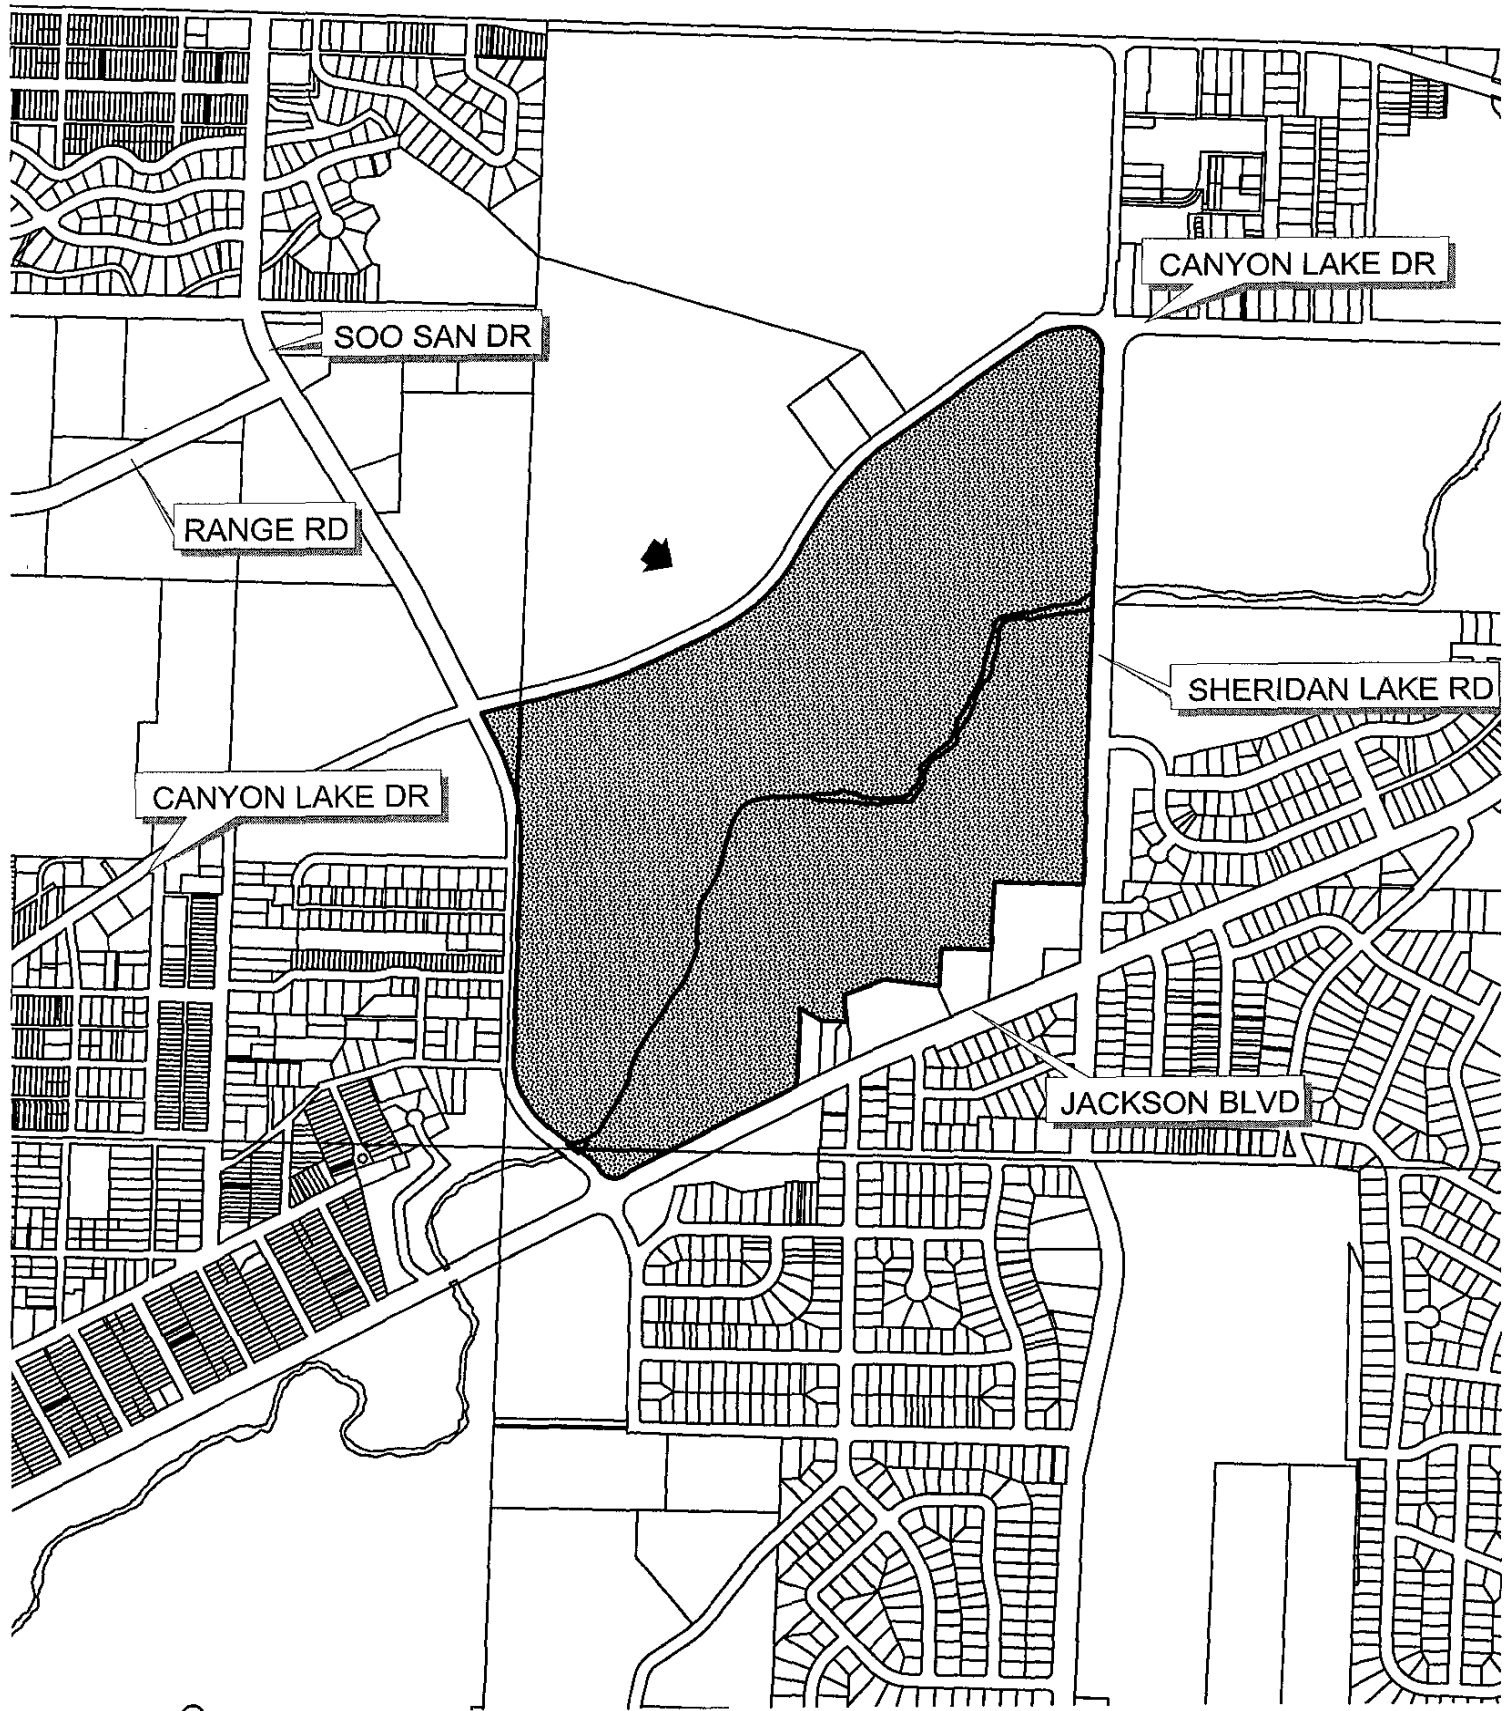 CANYON LAKE DR
SOO SAN DR
RANGE RD
SHERIDAN LAKE RD
CANYON LAKE DR
JACKSON BLVD